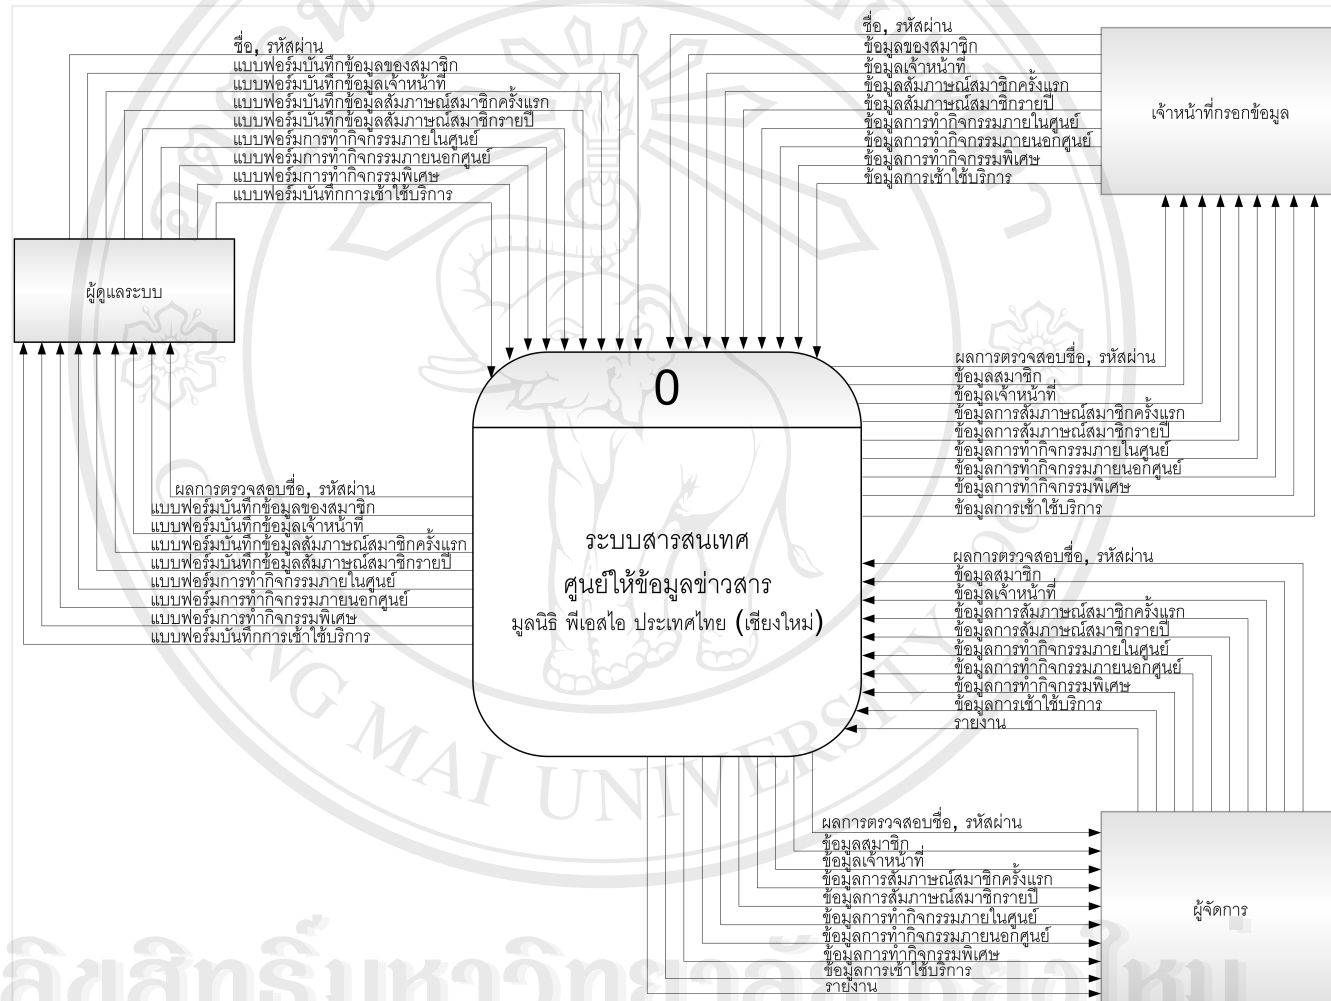 ชื่อ, รหัสผ่าน
แบบฟอร์มบันทึกข้อมูลของสมาชิก
แบบฟอร์มบันทึกข้อมูลเจ้าหน้าที่
แบบฟอร์มบันทึกข้อมูลสัมภาษณ์สมาชิกครั้งแรก
แบบฟอร์มบันทึกข้อมูลสัมภาษณ์สมาชิกรายปี
แบบฟอร์มการทำกิจกรรมภายในศูนย์
แบบฟอร์มการทำกิจกรรมภายนอกศูนย์
แบบฟอร์มการทำกิจกรรมพิเศษ
แบบฟอร์มบันทึกการเข้าใช้บริการ
ชื่อ, รหัสผ่าน
ข้อมูลของสมาชิก
ข้อมูลเจ้าหน้าที่
ข้อมูลสัมภาษณ์สมาชิกครั้งแรก
ข้อมูลสัมภาษณ์สมาชิกรายปี
ข้อมูลการทำกิจกรรมภายในศูนย์
ข้อมูลการทำกิจกรรมภายนอกศูนย์
ข้อมูลการทำกิจกรรมพิเศษ
ข้อมูลการเข้าใช้บริการ
เจ้าหน้าที่กรอกข้อมูล
ผู้ดูแลระบบ
0
ระบบสารสนเทศ
ศูนย์ให้ข้อมูลข่าวสาร
มูลนิธิ พีเอสไอ ประเทศไทย (เชียงใหม่)
ผลการตรวจสอบชื่อ, รหัสผ่าน
ข้อมูลสมาชิก
ข้อมูลเจ้าหน้าที่
ข้อมูลการสัมภาษณ์สมาชิกครั้งแรก
ข้อมูลการสัมภาษณ์สมาชิกรายปี
ข้อมูลการทำกิจกรรมภายในศูนย์
ข้อมูลการทำกิจกรรมภายนอกศูนย์
ข้อมูลการทำกิจกรรมพิเศษ
ข้อมูลการเข้าใช้บริการ
ผลการตรวจสอบชื่อ, รหัสผ่าน
แบบฟอร์มบันทึกข้อมูลของสมาชิก
แบบฟอร์มบันทึกข้อมูลเจ้าหน้าที่
แบบฟอร์มบันทึกข้อมูลสัมภาษณ์สมาชิกครั้งแรก
แบบฟอร์มบันทึกข้อมูลสัมภาษณ์สมาชิกรายปี
แบบฟอร์มการทำกิจกรรมภายในศูนย์
แบบฟอร์มการทำกิจกรรมภายนอกศูนย์
แบบฟอร์มการทำกิจกรรมพิเศษ
แบบฟอร์มบันทึกการเข้าใช้บริการ
ผลการตรวจสอบชื่อ, รหัสผ่าน
ข้อมูลสมาชิก
ข้อมูลเจ้าหน้าที่
ข้อมูลการสัมภาษณ์สมาชิกครั้งแรก
ข้อมูลการสัมภาษณ์สมาชิกรายปี
ข้อมูลการทำกิจกรรมภายในศูนย์
ข้อมูลการทำกิจกรรมภายนอกศูนย์
ข้อมูลการทำกิจกรรมพิเศษ
ข้อมูลการเข้าใช้บริการ
รายงาน
ผลการตรวจสอบชื่อ, รหัสผ่าน
ข้อมูลสมาชิก
ข้อมูลเจ้าหน้าที่
ข้อมูลการสัมภาษณ์สมาชิกครั้งแรก
ข้อมูลการสัมภาษณ์สมาชิกรายปี
ข้อมูลการทำกิจกรรมภายในศูนย์
ข้อมูลการทำกิจกรรมภายนอกศูนย์
ข้อมูลการทำกิจกรรมพิเศษ
ข้อมูลการเข้าใช้บริการ
รายงาน
ผู้จัดการ
NG MAI UNIVERSITY